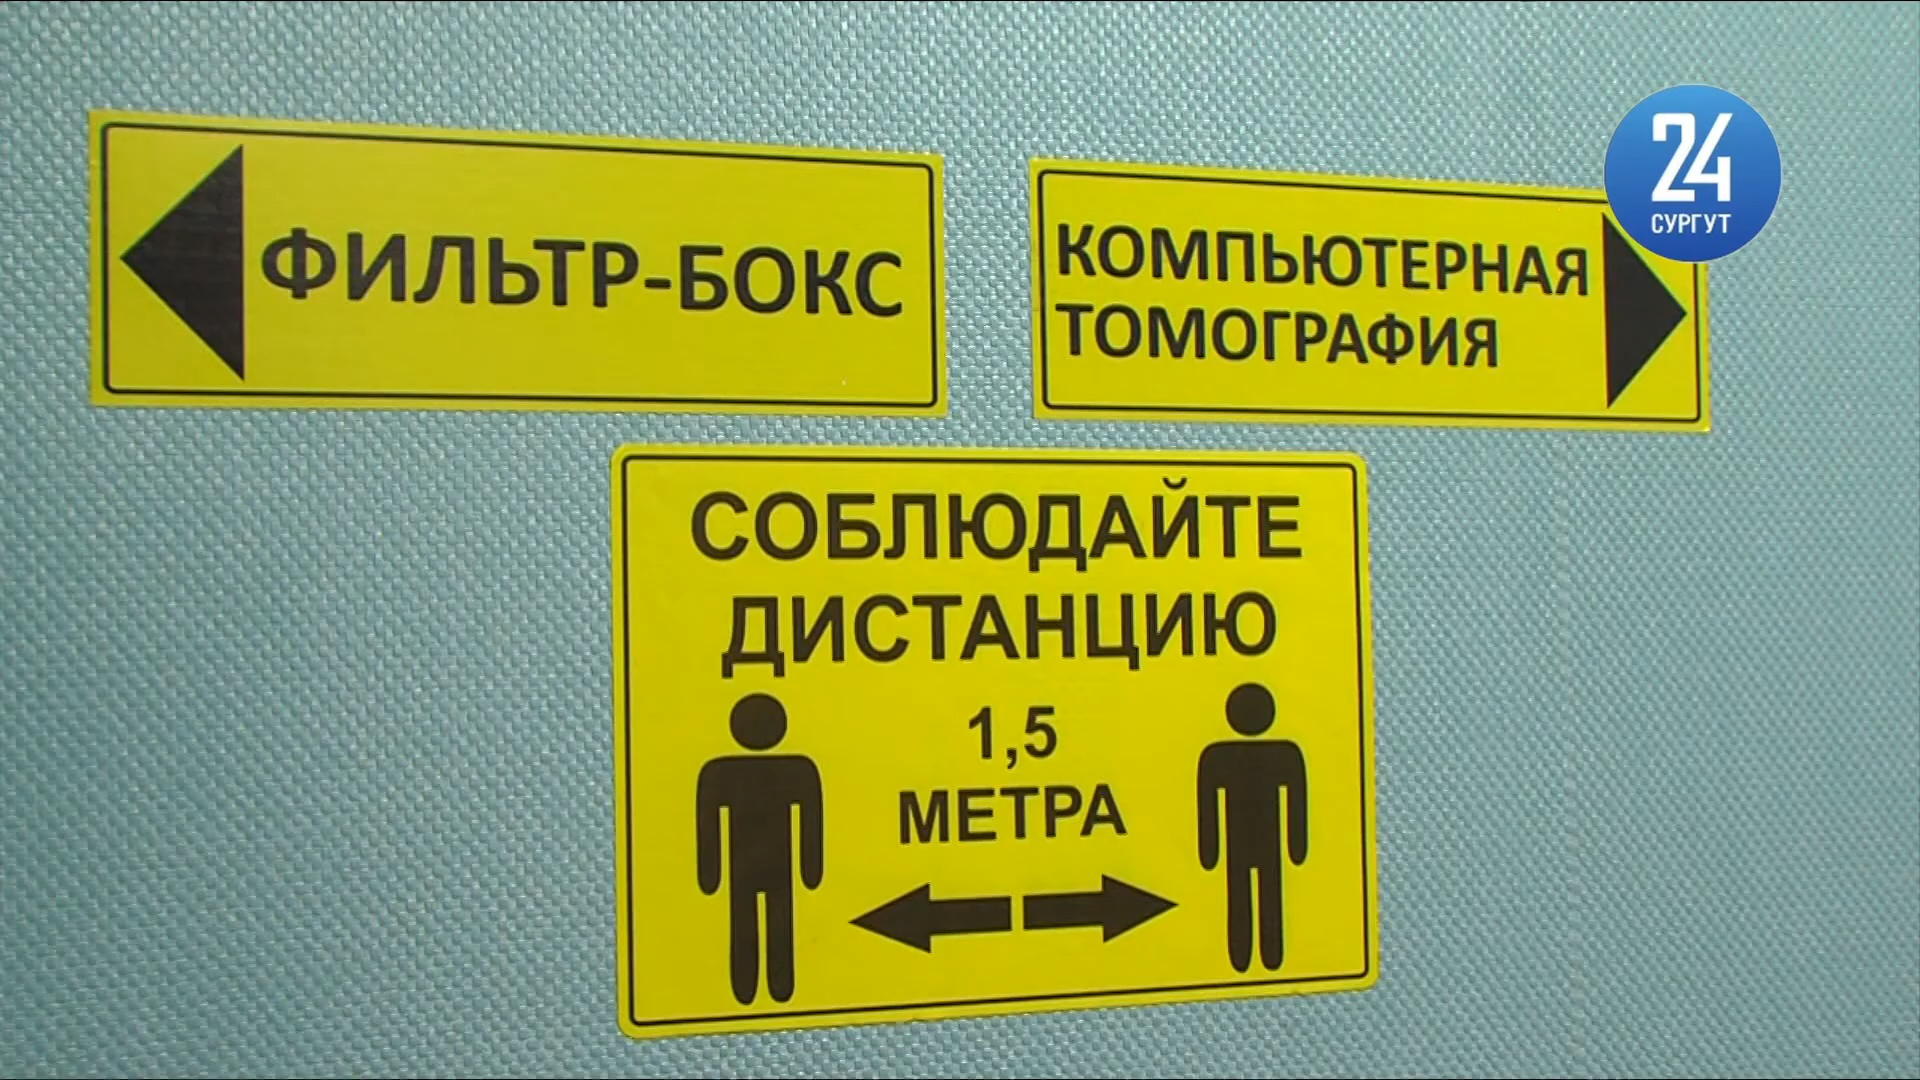 24
СУРГУТ
ФИЛЬТР-БОКС
КОМПЬЮТЕРНАЯ
ТОМОГРАФИЯ
СОБЛЮДАЙТЕ
ДИСТАНЦИЮ
1,5
МЕТРА